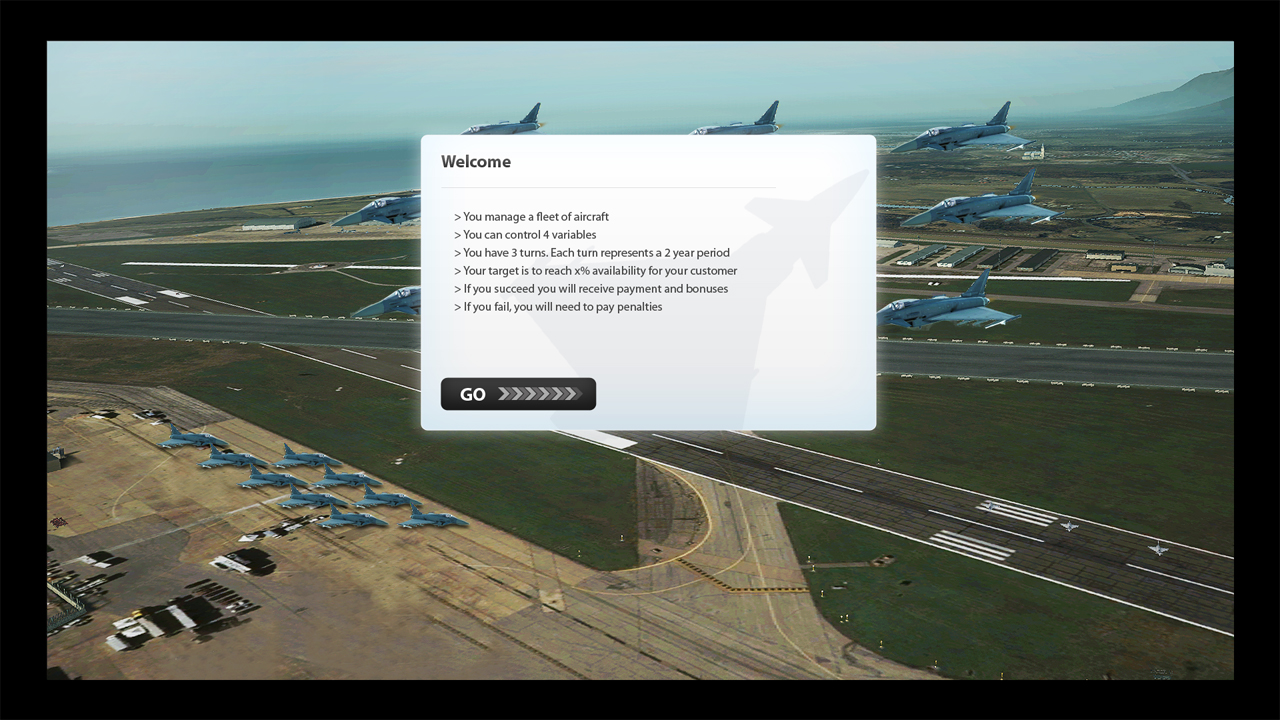 Welcome
> You manage a fleet of aircraft
> You can control 4 variables
> You have 3 turns. Each turn represents a 2 year period
> Your target is to reach x% availability for your customer
> If you succeed you will receive payment and bonuses
> If you fail, you will need to pay penalties
GO